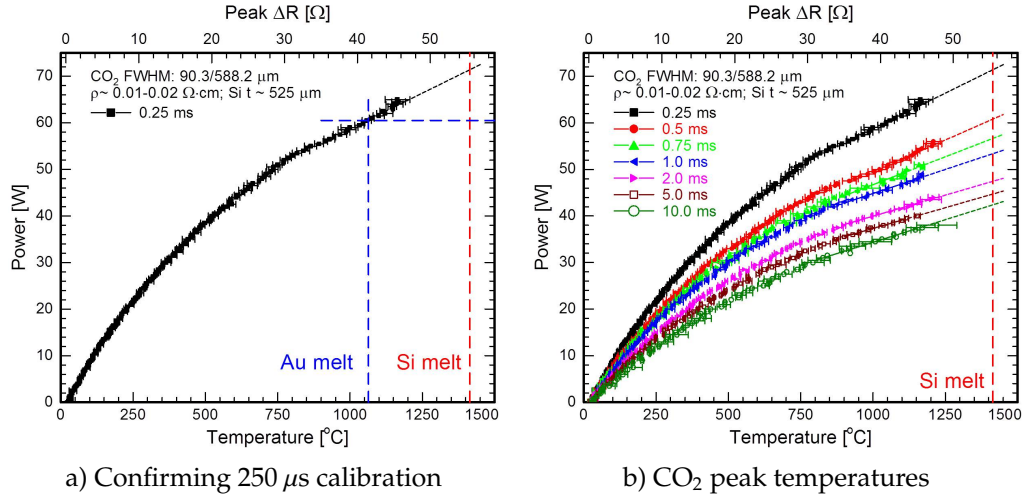 Peak ΔR [Ω]
0 10 20 30 40 50
CO₂ FWHM: 90.3/588.2 μm
ρ~ 0.01-0.02 Ω·cm; Si t ~ 525 μm
0.25 ms
Power [W]
70
60
50
40
30
20
10
0
Au melt
Si melt
0 250 500 750 1000 1250 1500
Temperature [°C]
a) Confirming 250 μs calibration
Peak ΔR [Ω]
0 10 20 30 40 50
CO₂ FWHM: 90.3/588.2 μm
ρ~ 0.01-0.02 Ω·cm; Si t ~ 525 μm
0.25 ms
0.5 ms
0.75 ms
1.0 ms
2.0 ms
5.0 ms
10.0 ms
Power [W]
70
60
50
40
30
20
10
0
Si melt
250 500 750 1000 1250 1500
Temperature [°C]
b) CO₂ peak temperatures